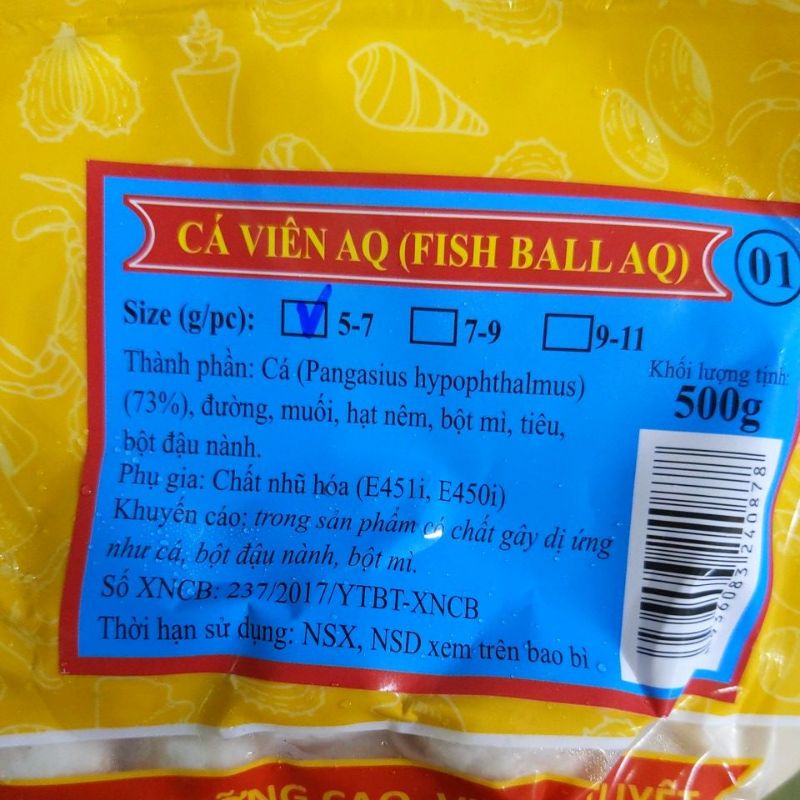 CÁ VIÊN AQ (FISH BALL AQ)
01
Size (g/pc): 5-7 7-9 9-11
Thành phần: Cá (Pangasius hypophthalmus)
(73%), đường, muối, hạt nêm, bột mì, tiêu,
bột đậu nành.
Khối lượng tịnh:
500g
Phụ gia: Chất nhũ hóa (E451i, E450i)
Khuyến cáo: trong sản phẩm có chất gây dị ứng
như cá, bột đậu nành, bột mì.
Số XNCB: 237/2017/YTBT-XNCB
Thời hạn sử dụng: NSX, NSD xem trên bao bì
CAO